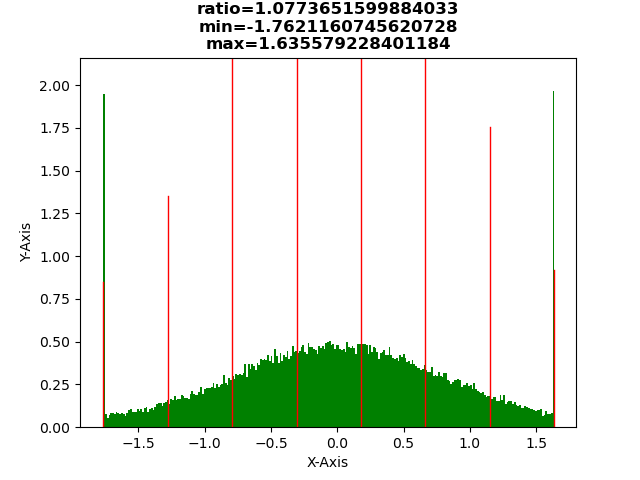 ratio=1.0773651599884033
min=-1.7621160745620728
max=1.635579228401184
2.00
1.75
1.50
1.25
1.00
0.75
0.50
0.25
0.00
Y-Axis
−1.5 −1.0 −0.5 0.0 0.5 1.0 1.5
X-Axis